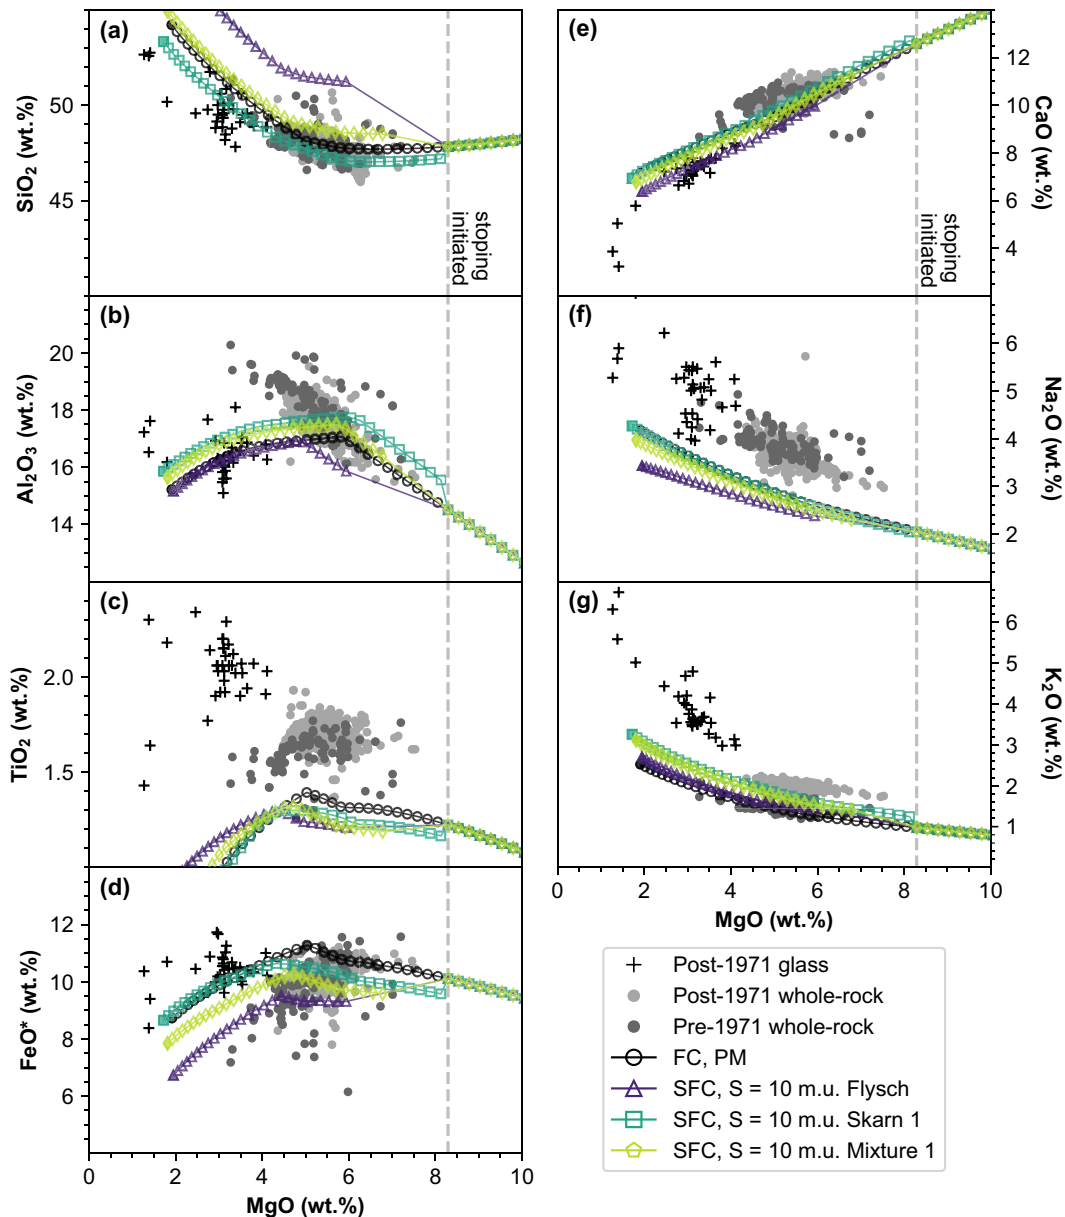 (a)
50
45
SiO2 (wt.%)
stoping
initiated
(b)
20
18
16
14
Al2O3 (wt.%)
(c)
2.0
1.5
TiO2 (wt.%)
(d)
12
10
8
6
FeO* (wt.%)
0 2 4 6 8 10
MgO (wt.%)
(e)
12
10
8
6
4
CaO (wt.%)
stoping
initiated
(f)
6
5
4
3
2
Na2O (wt.%)
(g)
6
5
4
3
2
1
K2O (wt.%)
0 2 4 6 8 10
MgO (wt.%)
Post-1971 glass
Post-1971 whole-rock
Pre-1971 whole-rock
FC, PM
SFC, S = 10 m.u. Flysch
SFC, S = 10 m.u. Skarn 1
SFC, S = 10 m.u. Mixture 1